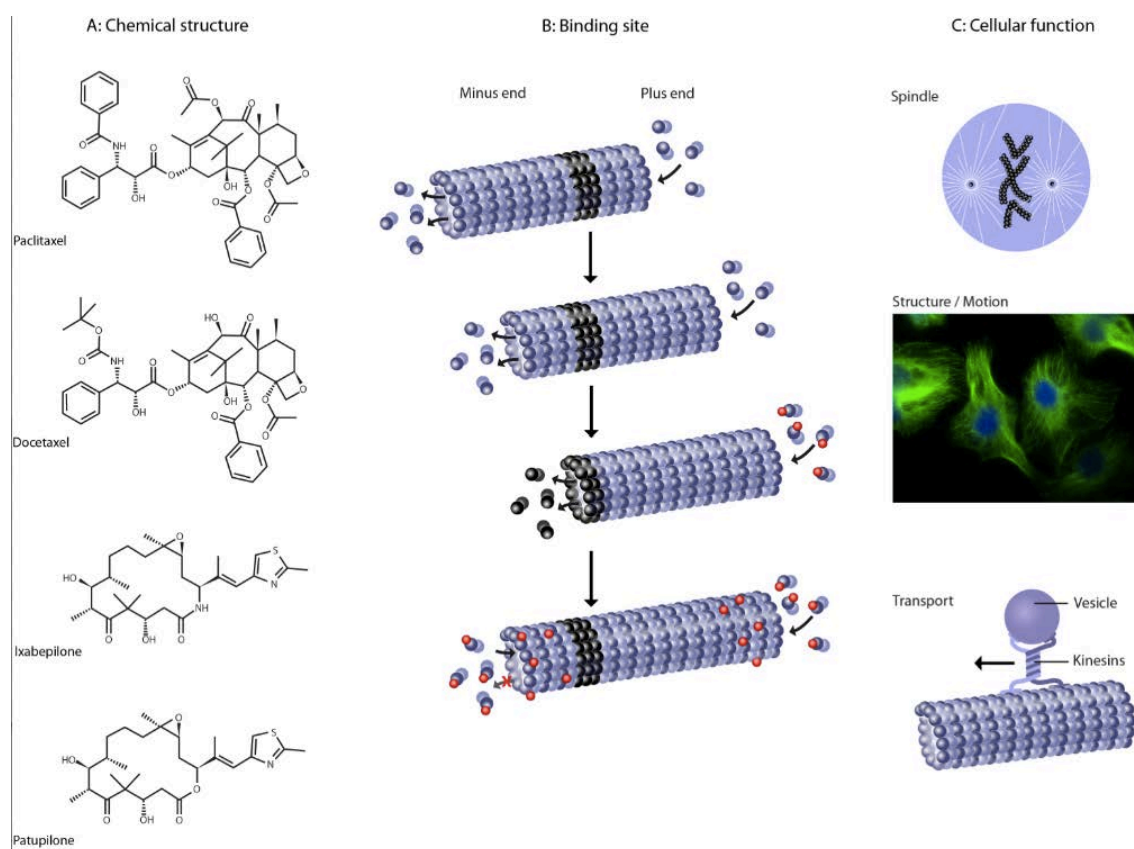 A: Chemical structure
Paclitaxel
Docetaxel
Ixabepilone
Patupilone
B: Binding site
Minus end Plus end
C: Cellular function
Spindle
Structure / Motion
Transport
Vesicle
Kinesins